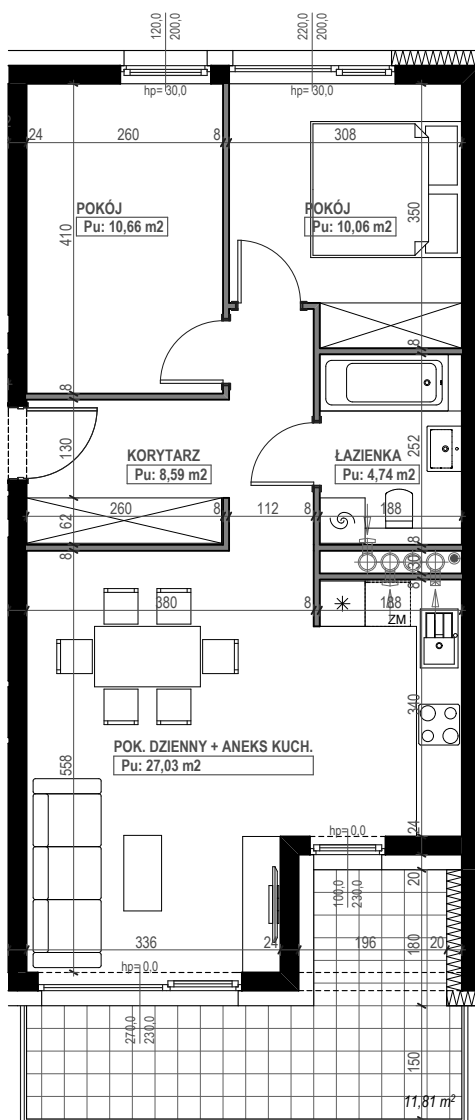 120,0
200,0
220,0
200,0
hp= 30,0
hp= 30,0
24
260
8
308
POKÓJ
Pu: 10,66 m2
POKÓJ
Pu: 10,06 m2
410
350
8
8
130
KORYTARZ
Pu: 8,59 m2
ŁAZIENKA
Pu: 4,74 m2
252
62
260
8
112
8
188
8
8
30
8
380
8
188
ZM
340
POK. DZIENNY + ANEKS KUCH.
Pu: 27,03 m2
558
24
hp= 0,0
100,0
230,0
20
336
24
196
20
180
hp= 0,0
270,0
230,0
150
11,81 m²